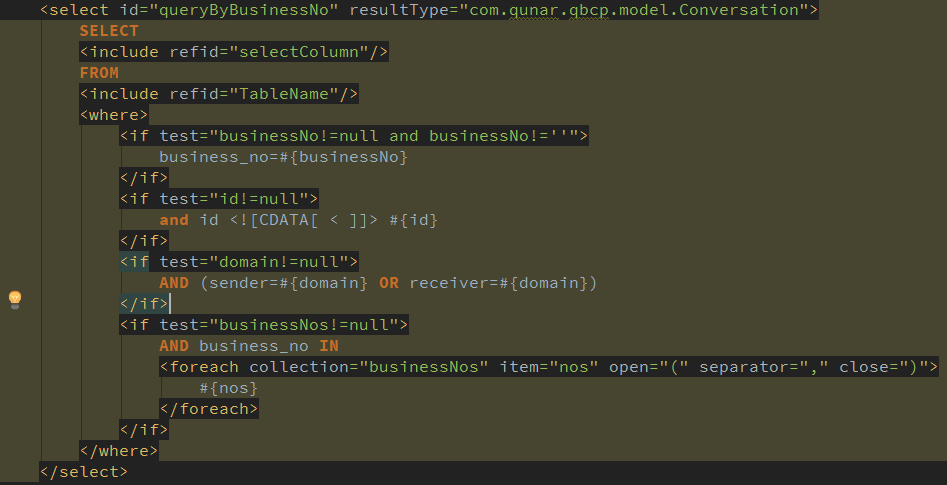 <select id="queryByBusinessNo" resultType="com.qunar.qbcp.model.Conversation">
SELECT
<include refid="selectColumn"/>
FROM
<include refid="TableName"/>
<where>
<if test="businessNo!=null and businessNo!=''">
business_no=#{businessNo}
</if>
<if test="id!=null">
and id <![CDATA[ < ]]> #{id}
</if>
<if test="domain!=null">
AND (sender=#{domain} OR receiver=#{domain})
</if>
<if test="businessNos!=null">
AND business_no IN
<foreach collection="businessNos" item="nos" open="(" separator="," close=")">
#{nos}
</foreach>
</if>
</where>
</select>